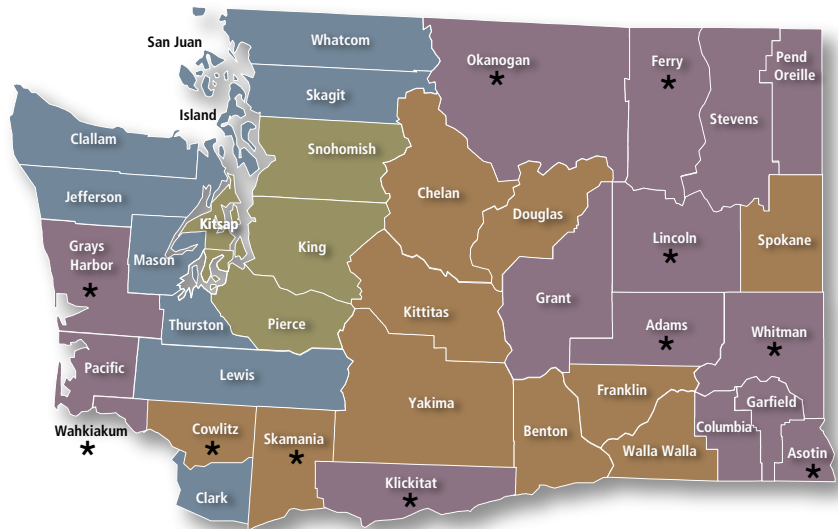 San Juan
Whatcom
Okanogan
*
Ferry
*
Pend
Oreille
Skagit
Island
Stevens
Clallam
Snohomish
Jefferson
Chelan
Douglas
Kitsap
Grays
Harbor
*
Mason
King
Lincoln
*
Spokane
Grant
Thurston
Pierce
Kittitas
Adams
*
Whitman
*
Pacific
Lewis
Yakima
Franklin
Garfield
Wahkiakum
*
Cowlitz
*
Skamania
*
Benton
Columbia
Walla Walla
Asotin
*
Klickitat
*
Clark